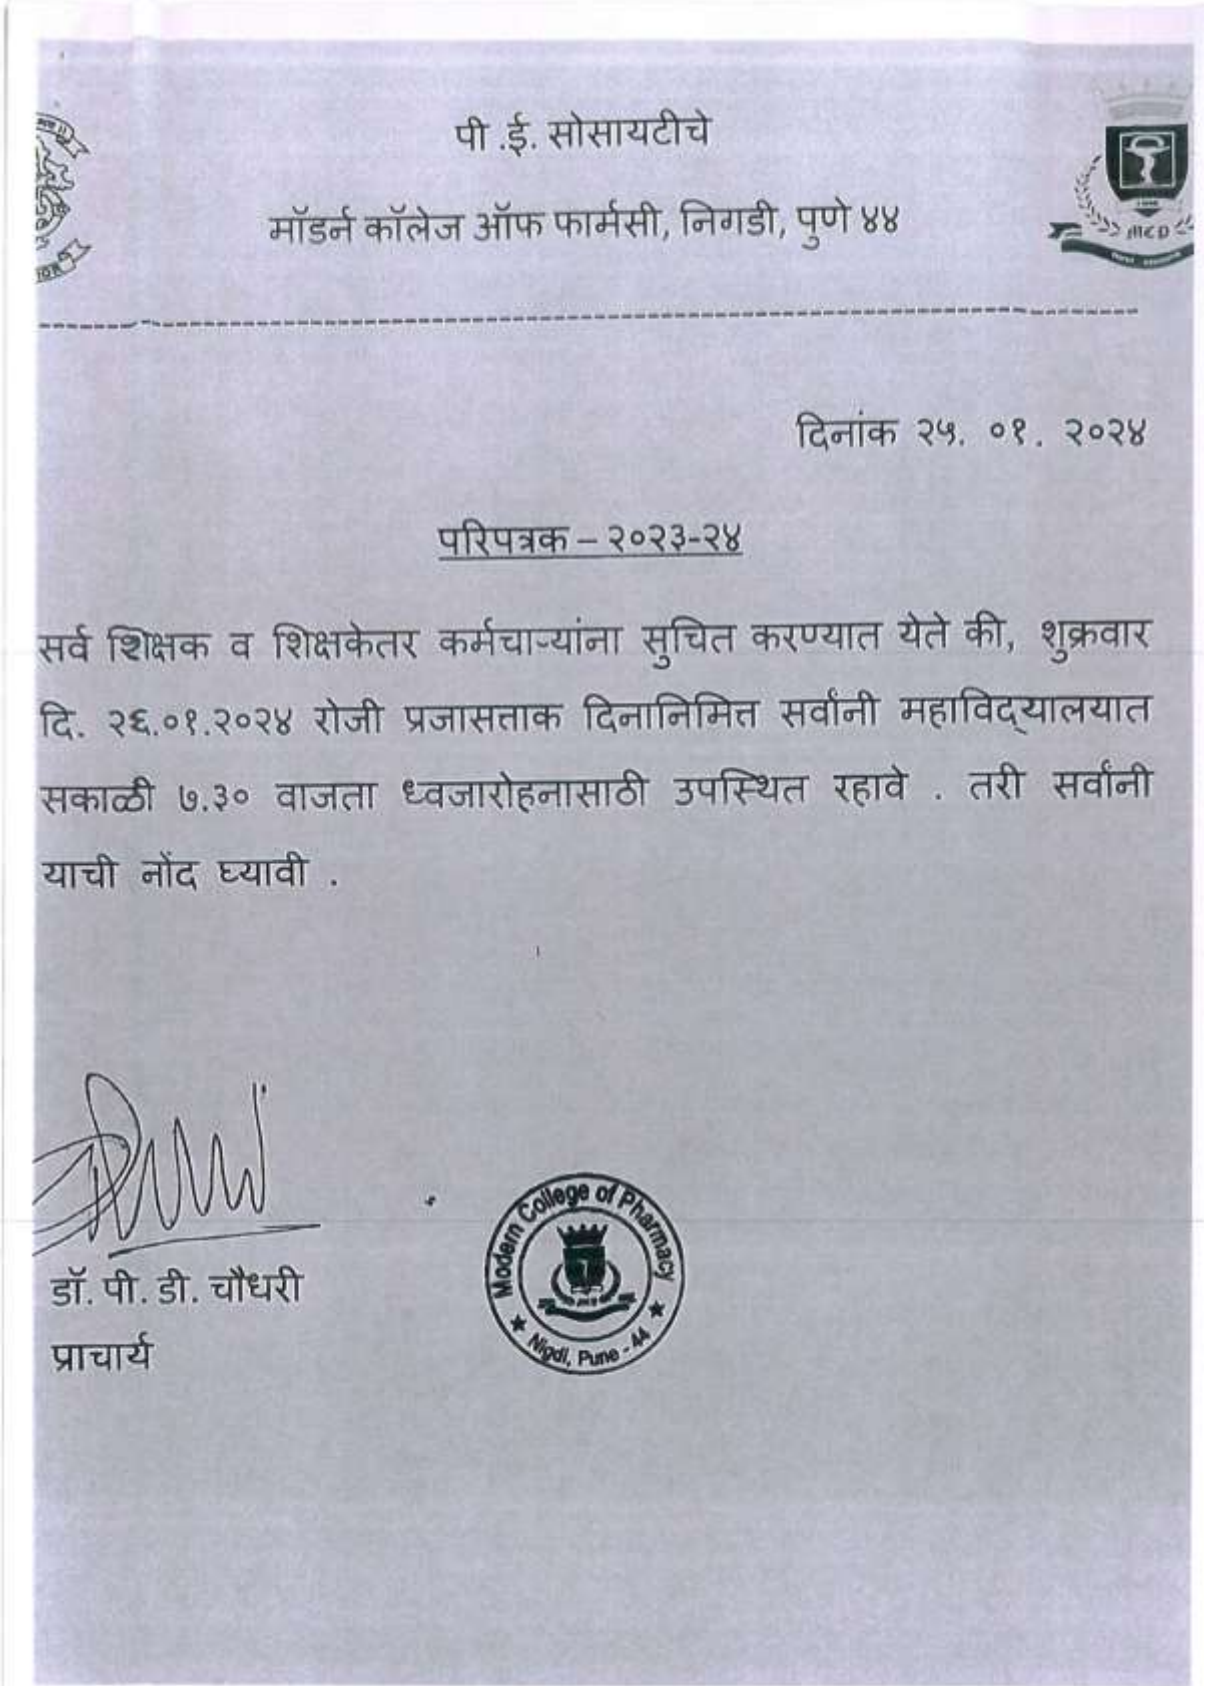 पी .ई. सोसायटीचे
मॉडर्न कॉलेज ऑफ फार्मसी, निगडी, पुणे ४४
MCP
दिनांक २५. ०१. २०२४
परिपत्रक – २०२३-२४
सर्व शिक्षक व शिक्षकेतर कर्मचाऱ्यांना सुचित करण्यात येते की, शुक्रवार
दि. २६.०१.२०२४ रोजी प्रजासत्ताक दिनानिमित्त सर्वांनी महाविद्यालयात
सकाळी ७.३० वाजता ध्वजारोहनासाठी उपस्थित रहावे . तरी सर्वांनी
याची नोंद घ्यावी .
डॉ. पी. डी. चौधरी
प्राचार्य
Modern College of Pharmacy
Nigdi, Pune - 44